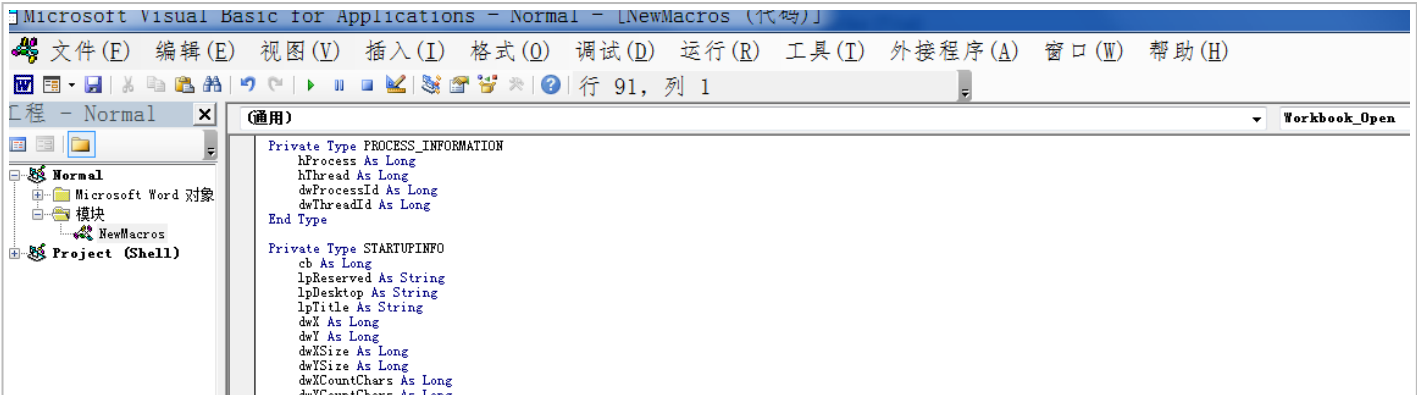 Microsoft Visual Basic for Applications - Normal - [NewMacros (代码)]
文件(F) 编辑(E) 视图(V) 插入(I) 格式(O) 调试(D) 运行(R) 工具(T) 外接程序(A) 窗口(W) 帮助(H)
行 91, 列 1
工程 - Normal
(通用)
Workbook_Open
Normal
Microsoft Word 对象
模块
NewMacros
Project (Shell)
Private Type PROCESS_INFORMATION
hProcess As Long
hThread As Long
dwProcessId As Long
dwThreadId As Long
End Type
Private Type STARTUPINFO
cb As Long
lpReserved As String
lpDesktop As String
lpTitle As String
dwX As Long
dwY As Long
dwXSize As Long
dwYSize As Long
dwXCountChars As Long
dwYCountChars As Long